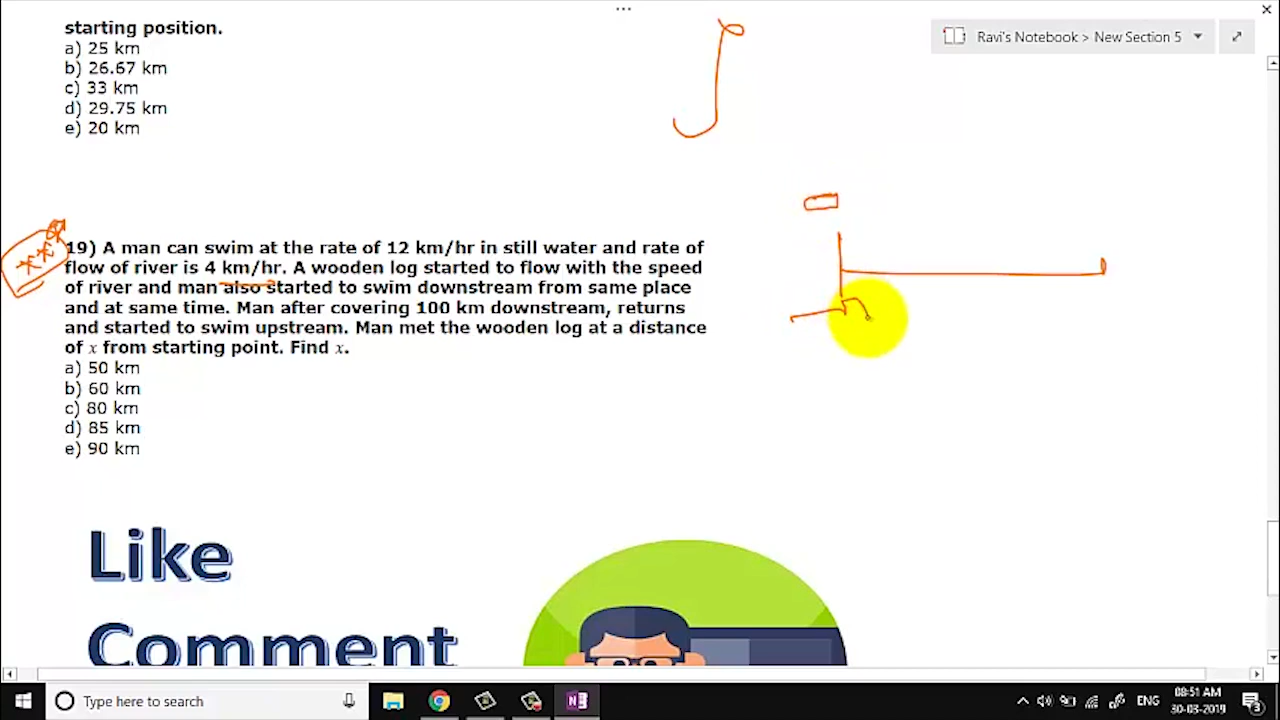 starting position.
a) 25 km
b) 26.67 km
c) 33 km
d) 29.75 km
e) 20 km
Ravi's Notebook > New Section 5
19) A man can swim at the rate of 12 km/hr in still water and rate of
flow of river is 4 km/hr. A wooden log started to flow with the speed
of river and man also started to swim downstream from same place
and at same time. Man after covering 100 km downstream, returns
and started to swim upstream. Man met the wooden log at a distance
of x from starting point. Find x.
a) 50 km
b) 60 km
c) 80 km
d) 85 km
e) 90 km
Like
Comment
Type here to search
ENG
08:51 AM
30-03-2019
3